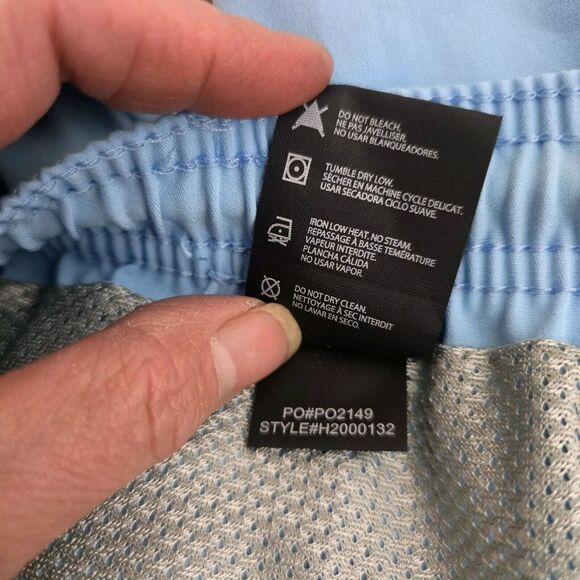 DO NOT BLEACH.
NE PAS JAVELLISER.
NO USAR BLANQUEADORES.
TUMBLE DRY LOW.
SÉCHER EN MACHINE CYCLE DELICAT.
USAR SECADORA CICLO SUAVE.
IRON LOW HEAT. NO STEAM.
REPASSAGE À BASSE TEMÉRATURE
VAPEUR INTERDITE.
PLANCHA CÁLIDA
NO USAR VAPOR.
DO NOT DRY CLEAN.
NETTOYAGE À SEC INTERDIT
NO LAVAR EN SECO.
PO#PO2149
STYLE#H2000132